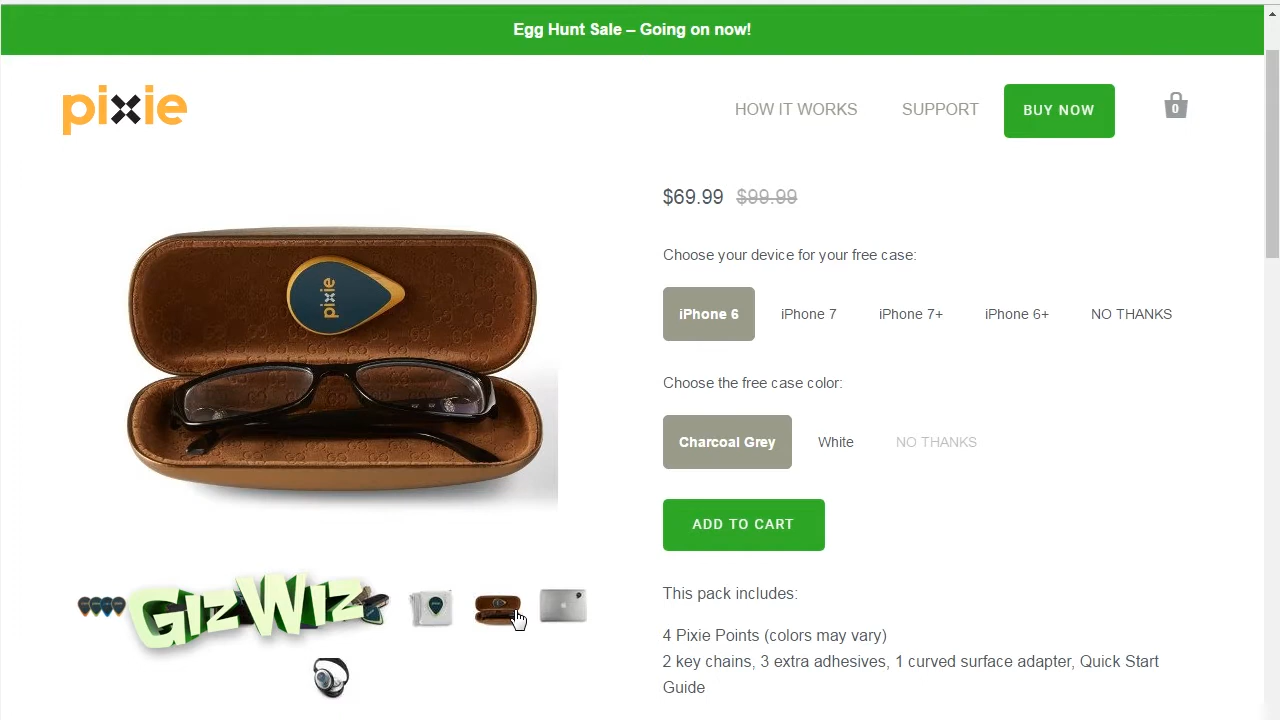 Egg Hunt Sale – Going on now!
pixie
HOW IT WORKS
SUPPORT
BUY NOW
0
$69.99 $99.99
Choose your device for your free case:
iPhone 6
iPhone 7
iPhone 7+
iPhone 6+
NO THANKS
pixie
Choose the free case color:
Charcoal Grey
White
NO THANKS
ADD TO CART
This pack includes:
GIZWIZ
4 Pixie Points (colors may vary)
2 key chains, 3 extra adhesives, 1 curved surface adapter, Quick Start
Guide